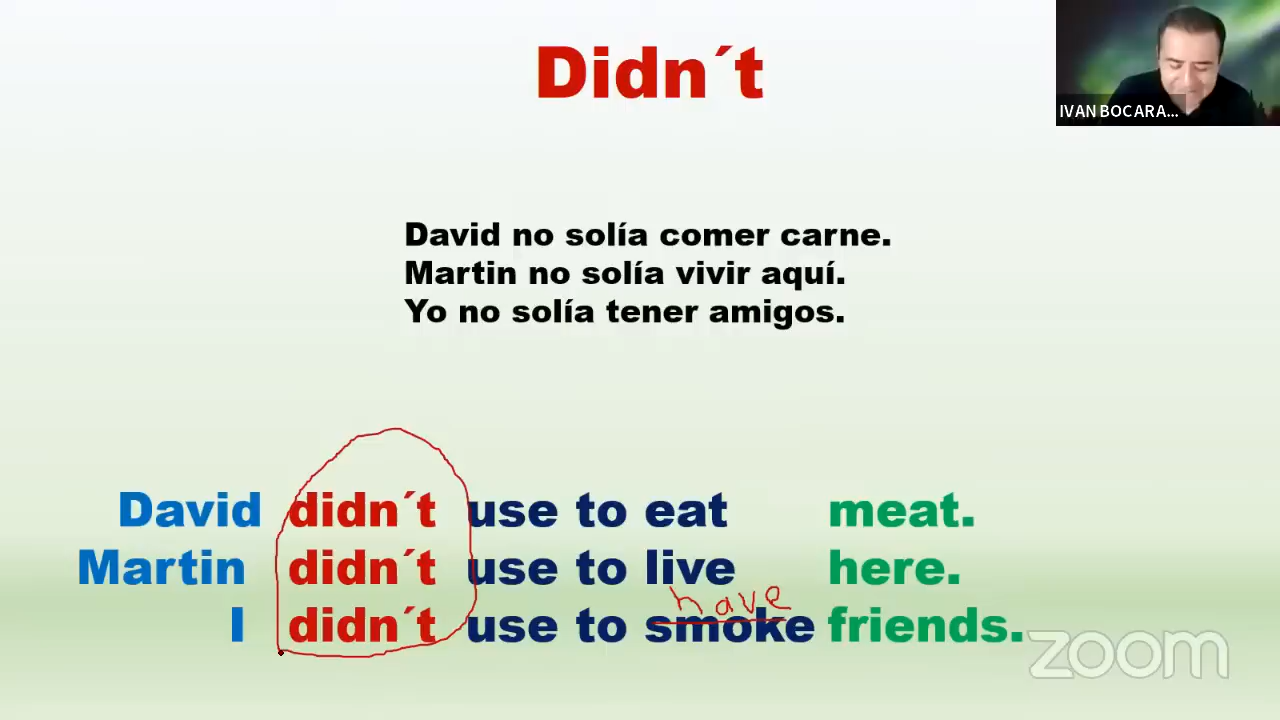 Didn´t
IVAN BOCARA...
David no solía comer carne.
Martin no solía vivir aquí.
Yo no solía tener amigos.
David didn´t use to eat meat.
Martin didn´t use to live here.
have
I didn´t use to smoke friends.
zoom